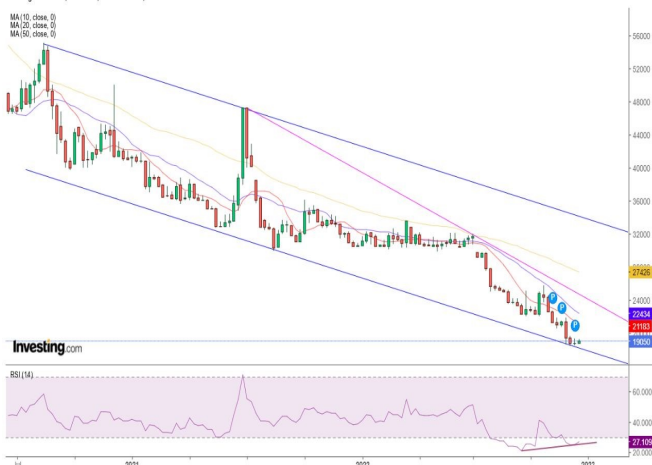 MA (10, close, 0)
MA (20, close, 0)
MA (50, close, 0)
56000
52000
48000
44000
40000
36000
32000
27426
24000
22434
21183
19050
P
P
P
Investing.com
RSI (14)
60.000
27.109
20.000